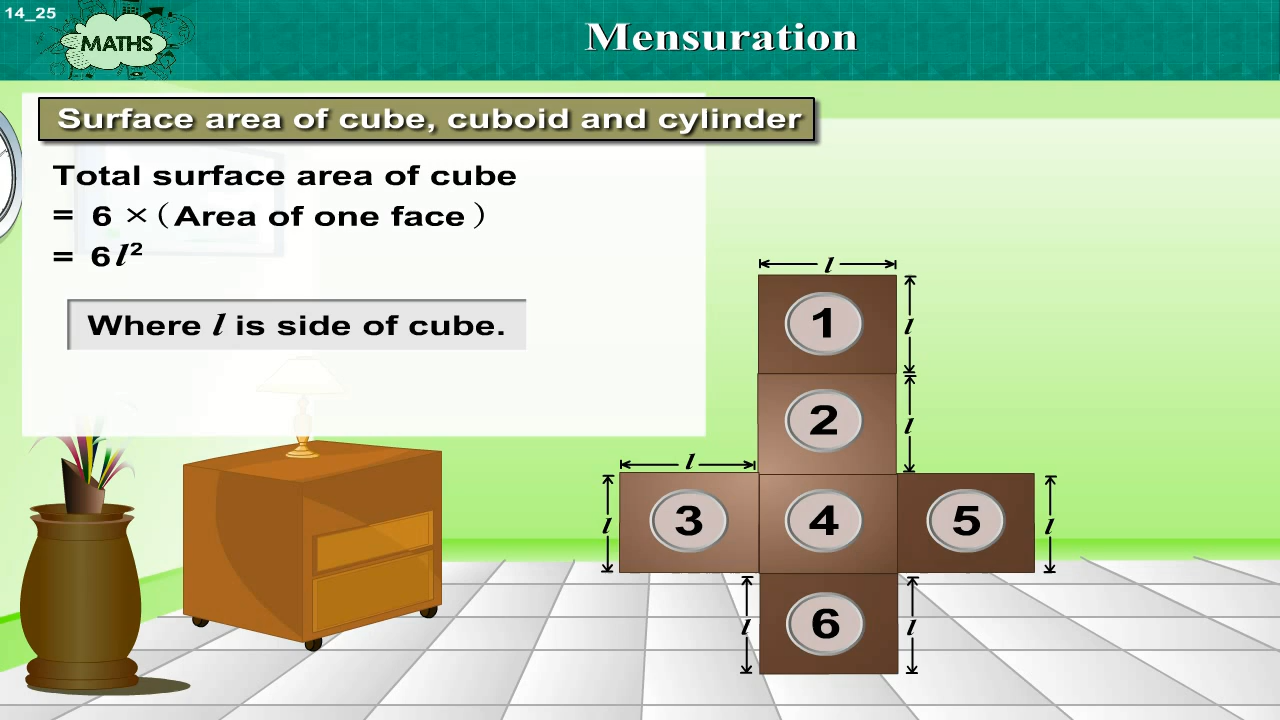 14_25
MATHS
Mensuration
Surface area of cube, cuboid and cylinder
Total surface area of cube
= 6 × (Area of one face)
= 6l²
Where l is side of cube.
l
1
l
2
l
l
l
3
4
5
l
l
6
l